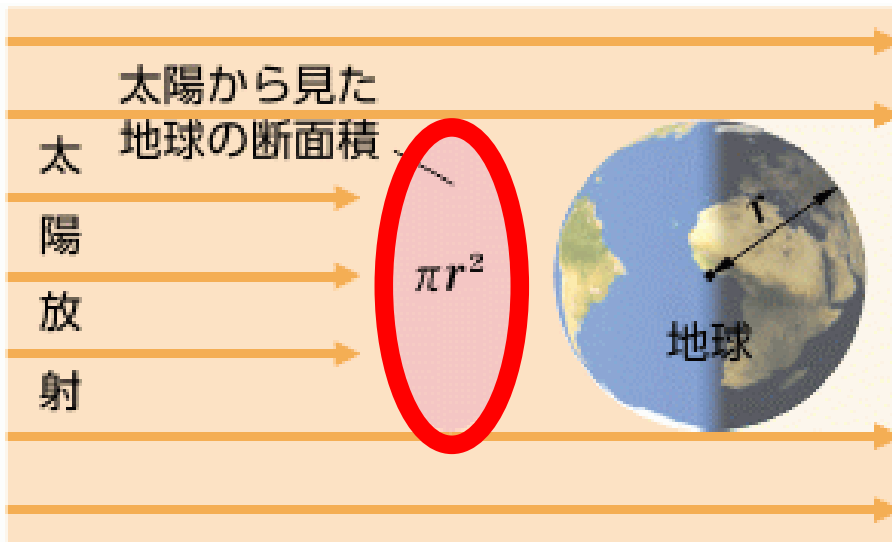 太陽から見た
地球の断面積
太陽放射
πr²
r
地球